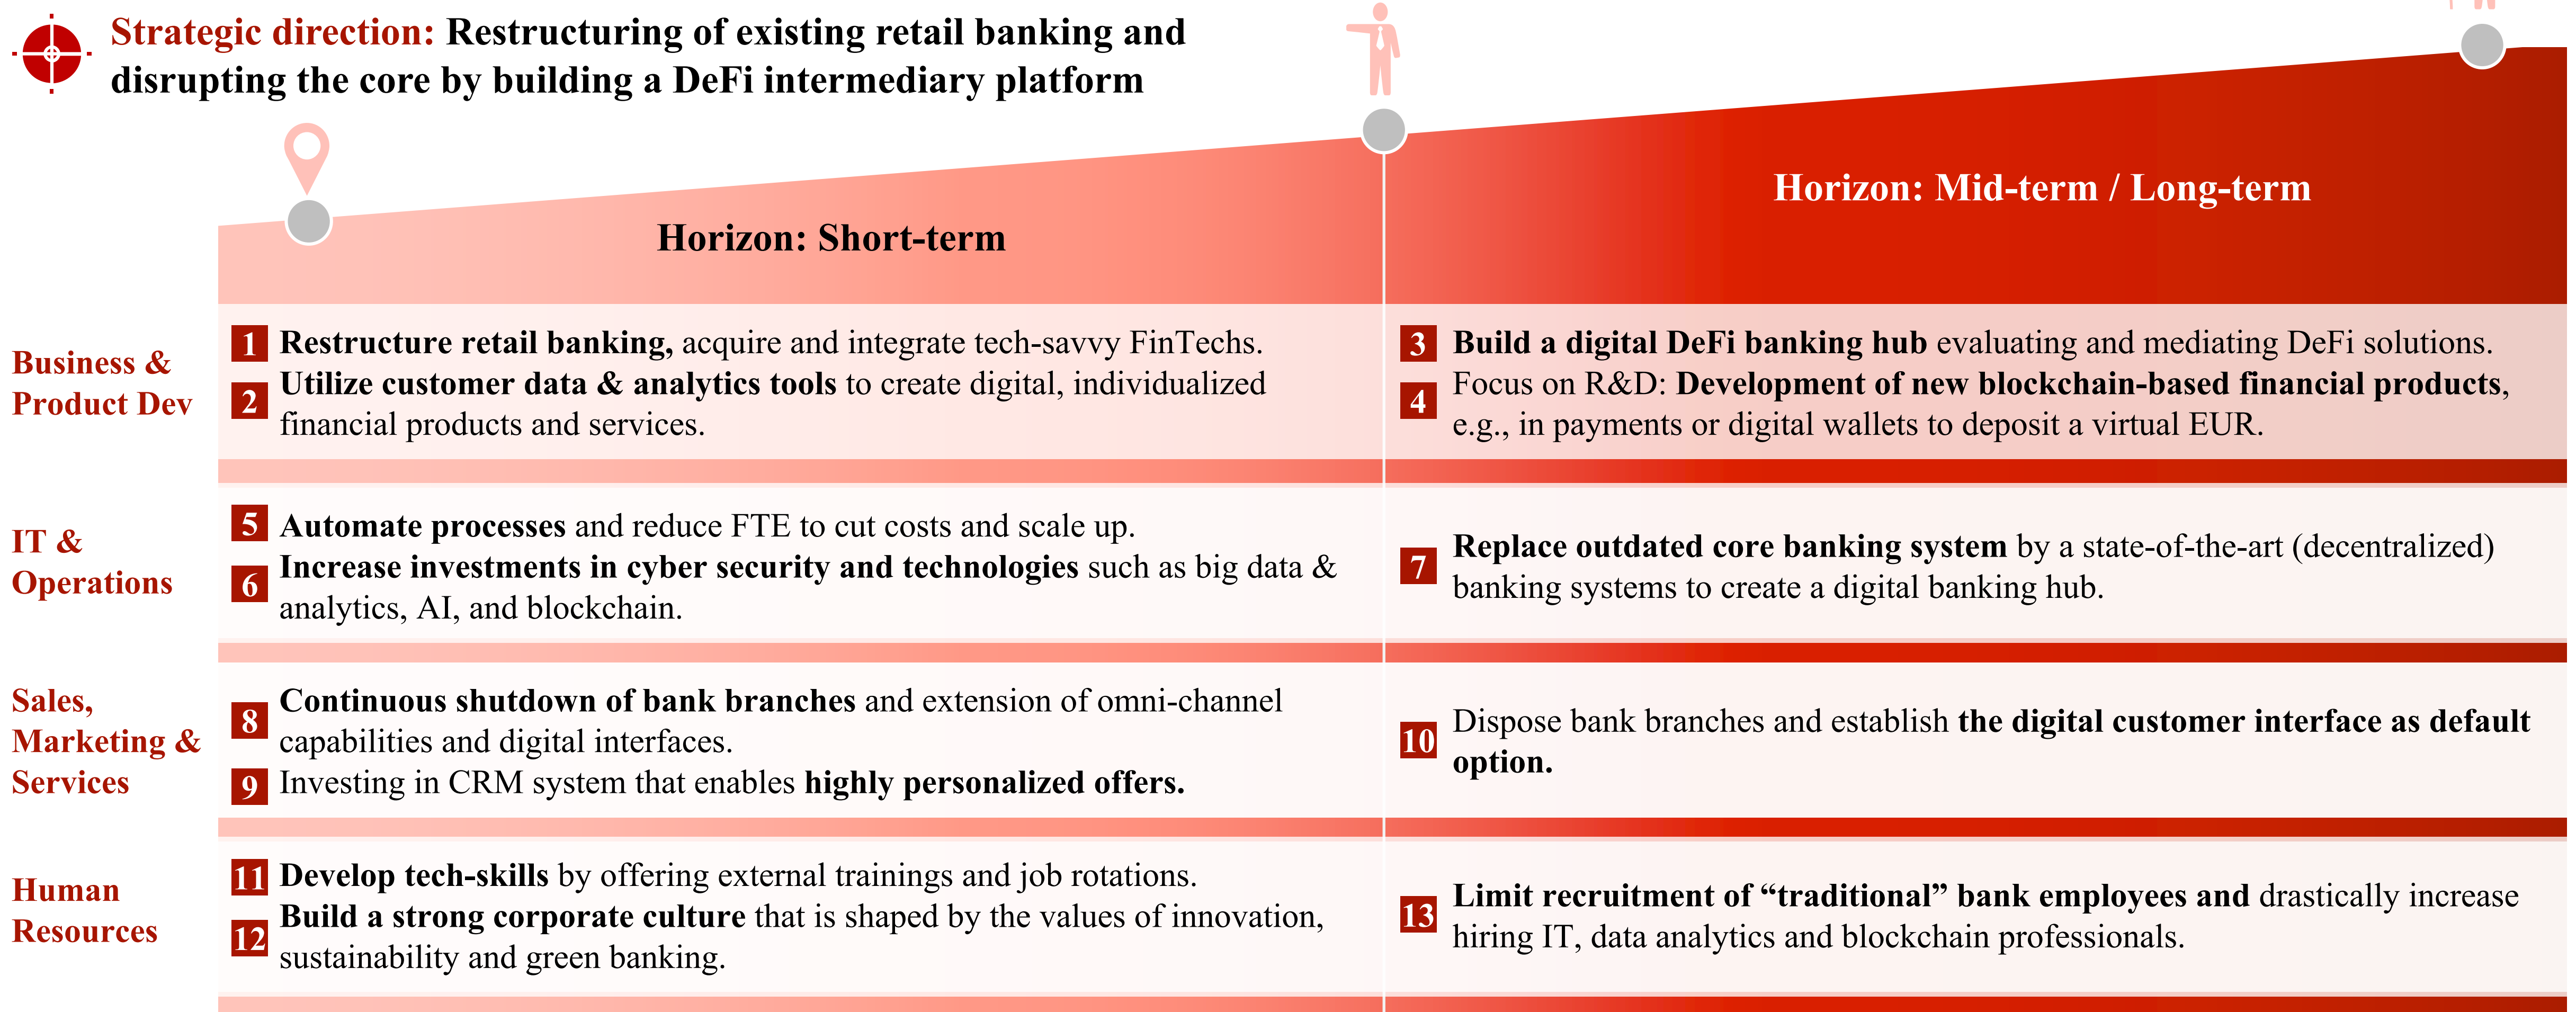 Strategic direction: Restructuring of existing retail banking and
disrupting the core by building a DeFi intermediary platform
Horizon: Short-term
Horizon: Mid-term / Long-term
Business &
Product Dev
1 Restructure retail banking, acquire and integrate tech-savvy FinTechs.
2 Utilize customer data & analytics tools to create digital, individualized
financial products and services.
3 Build a digital DeFi banking hub evaluating and mediating DeFi solutions.
4 Focus on R&D: Development of new blockchain-based financial products,
e.g., in payments or digital wallets to deposit a virtual EUR.
IT &
Operations
5 Automate processes and reduce FTE to cut costs and scale up.
6 Increase investments in cyber security and technologies such as big data &
analytics, AI, and blockchain.
7 Replace outdated core banking system by a state-of-the-art (decentralized)
banking systems to create a digital banking hub.
Sales,
Marketing &
Services
8 Continuous shutdown of bank branches and extension of omni-channel
capabilities and digital interfaces.
9 Investing in CRM system that enables highly personalized offers.
10 Dispose bank branches and establish the digital customer interface as default
option.
Human
Resources
11 Develop tech-skills by offering external trainings and job rotations.
12 Build a strong corporate culture that is shaped by the values of innovation,
sustainability and green banking.
13 Limit recruitment of “traditional” bank employees and drastically increase
hiring IT, data analytics and blockchain professionals.